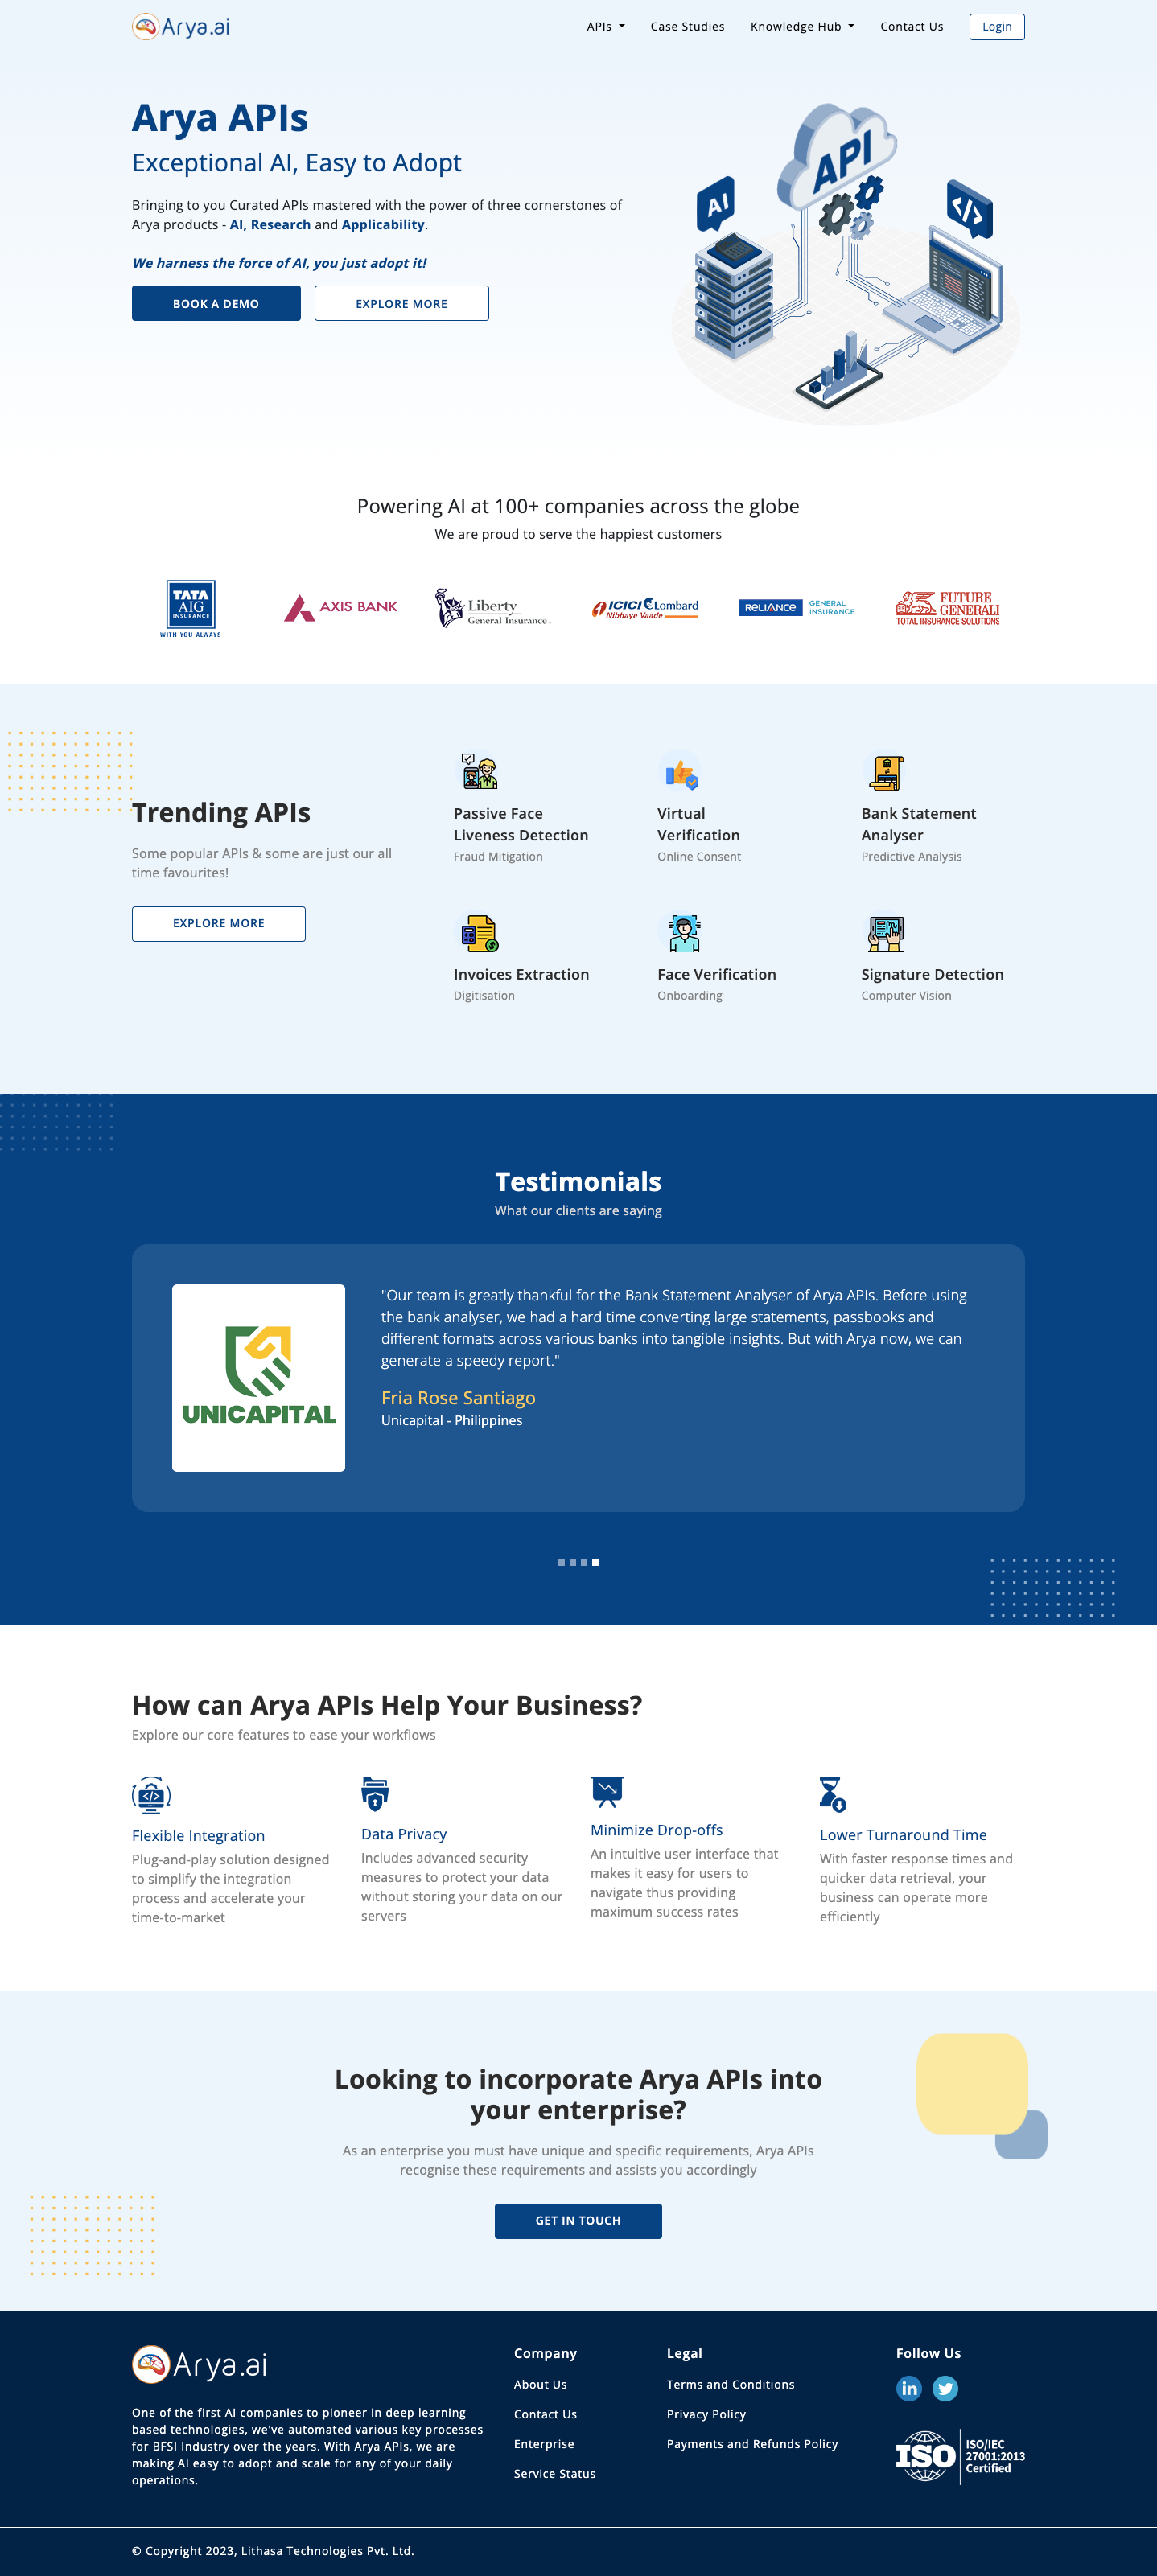 Arya.ai
APIs
Case Studies
Knowledge Hub
Contact Us
Login
Arya APIs
Exceptional AI, Easy to Adopt
Bringing to you Curated APIs mastered with the power of three cornerstones of
Arya products - AI, Research and Applicability.
We harness the force of AI, you just adopt it!
BOOK A DEMO
EXPLORE MORE
API
AI
</>
Powering AI at 100+ companies across the globe
We are proud to serve the happiest customers
TATA
AIG
INSURANCE
WITH YOU ALWAYS
AXIS BANK
Liberty
General Insurance
ICICI Lombard
Nibhaye Vaade
RELIANCE
GENERAL
INSURANCE
FUTURE
GENERALI
TOTAL INSURANCE SOLUTIONS
Trending APIs
Some popular APIs & some are just our all
time favourites!
EXPLORE MORE
Passive Face
Liveness Detection
Fraud Mitigation
Virtual
Verification
Online Consent
Bank Statement
Analyser
Predictive Analysis
Invoices Extraction
Digitisation
Face Verification
Onboarding
Signature Detection
Computer Vision
Testimonials
What our clients are saying
UNICAPITAL
"Our team is greatly thankful for the Bank Statement Analyser of Arya APIs. Before using
the bank analyser, we had a hard time converting large statements, passbooks and
different formats across various banks into tangible insights. But with Arya now, we can
generate a speedy report."
Fria Rose Santiago
Unicapital - Philippines
How can Arya APIs Help Your Business?
Explore our core features to ease your workflows
Flexible Integration
Plug-and-play solution designed
to simplify the integration
process and accelerate your
time-to-market
Data Privacy
Includes advanced security
measures to protect your data
without storing your data on our
servers
Minimize Drop-offs
An intuitive user interface that
makes it easy for users to
navigate thus providing
maximum success rates
Lower Turnaround Time
With faster response times and
quicker data retrieval, your
business can operate more
efficiently
Looking to incorporate Arya APIs into
your enterprise?
As an enterprise you must have unique and specific requirements, Arya APIs
recognise these requirements and assists you accordingly
GET IN TOUCH
Arya.ai
One of the first AI companies to pioneer in deep learning
based technologies, we've automated various key processes
for BFSI Industry over the years. With Arya APIs, we are
making AI easy to adopt and scale for any of your daily
operations.
Company
About Us
Contact Us
Enterprise
Service Status
Legal
Terms and Conditions
Privacy Policy
Payments and Refunds Policy
Follow Us
in
ISO
ISO/IEC
27001:2013
Certified
© Copyright 2023, Lithasa Technologies Pvt. Ltd.